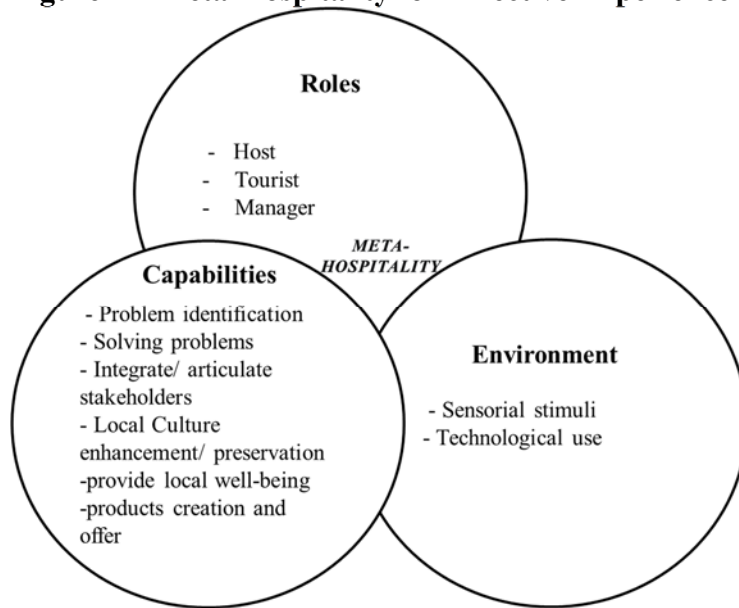 Roles
- Host
- Tourist
- Manager
META-
HOSPITALITY
Capabilities
- Problem identification
- Solving problems
- Integrate/ articulate
stakeholders
- Local Culture
enhancement/ preservation
-provide local well-being
-products creation and
offer
Environment
- Sensorial stimuli
- Technological use